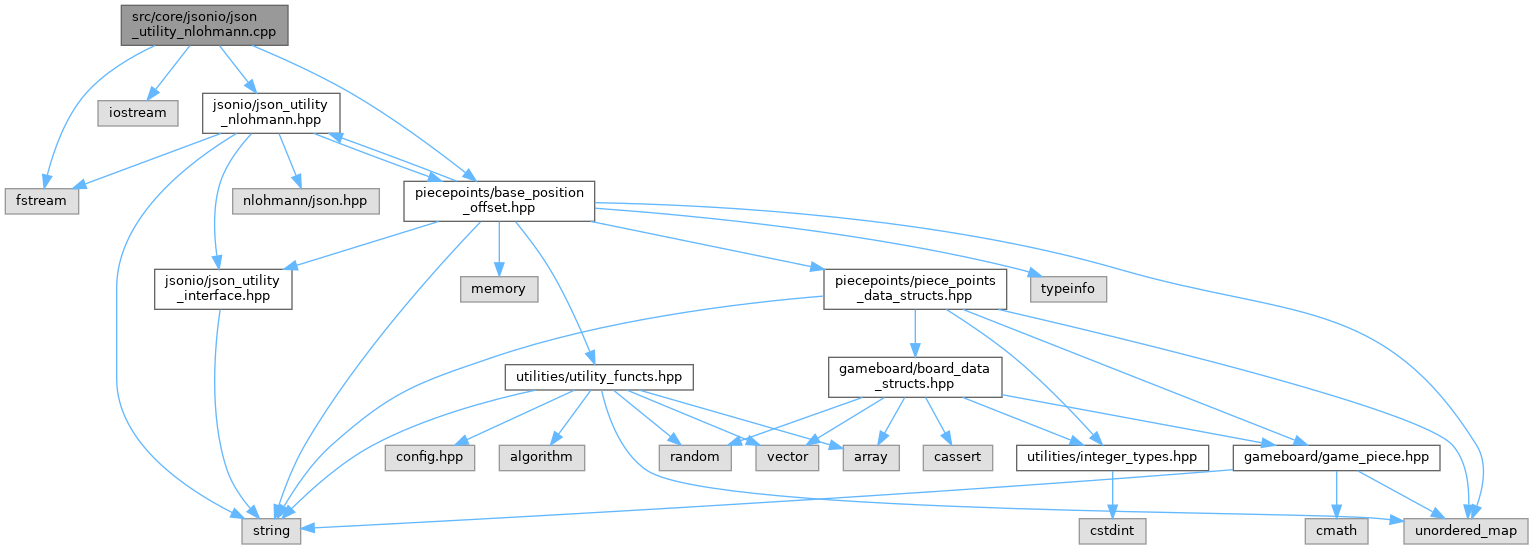 src/core/jsonio/json
_utility_nlohmann.cpp
iostream
jsonio/json_utility
_nlohmann.hpp
fstream
nlohmann/json.hpp
piecepoints/base_position
_offset.hpp
jsonio/json_utility
_interface.hpp
memory
piecepoints/piece_points
_data_structs.hpp
typeinfo
utilities/utility_functs.hpp
gameboard/board_data
_structs.hpp
config.hpp
algorithm
random
vector
array
cassert
utilities/integer_types.hpp
gameboard/game_piece.hpp
string
cstdint
cmath
unordered_map